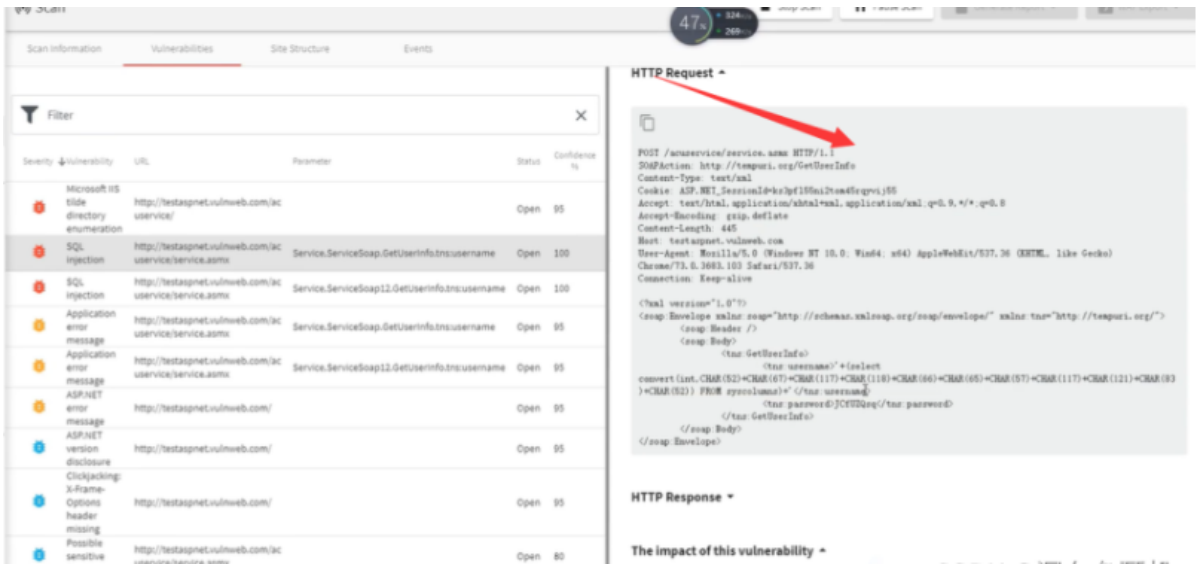 Scan
47%
324
269
Stop Scan
Pause Scan
Scan Information
Vulnerabilities
Site Structure
Events
Filter
Severity
Vulnerability
URL
Parameter
Status
Confidence %
Microsoft IIS tilde directory enumeration
http://testaspnet.vulnweb.com/acuservice/
Open 95
SQL injection
http://testaspnet.vulnweb.com/acuservice/service.asmx
Service.ServiceSoap.GetUserInfo.tns:username
Open 100
SQL injection
http://testaspnet.vulnweb.com/acuservice/service.asmx
Service.ServiceSoap12.GetUserInfo.tns:username
Open 100
Application error message
http://testaspnet.vulnweb.com/acuservice/service.asmx
Service.ServiceSoap.GetUserInfo.tns:username
Open 95
Application error message
http://testaspnet.vulnweb.com/acuservice/service.asmx
Service.ServiceSoap12.GetUserInfo.tns:username
Open 95
ASP.NET error message
http://testaspnet.vulnweb.com/
Open 95
ASP.NET version disclosure
http://testaspnet.vulnweb.com/
Open 95
Clickjacking: X-Frame-Options header missing
http://testaspnet.vulnweb.com/
Open 95
Possible sensitive
http://testaspnet.vulnweb.com/acuservice/service.asmx
Open 80
HTTP Request
POST /acuservice/service.asmx HTTP/1.1
SOAPAction: http://tempuri.org/GetUserInfo
Content-Type: text/xml
Cookie: ASP.NET_SessionId=
Accept: text/html,application/xhtml+xml,application/xml;q=0.9,*/*;q=0.8
Accept-Encoding: gzip,deflate
Content-Length: 445
Host: testaspnet.vulnweb.com
User-Agent: Mozilla/5.0 (Windows NT 10.0; Win64; x64) AppleWebKit/537.36 (KHTML, like Gecko)
Chrome/73.0.3683.103 Safari/537.36
Connection: Keep-alive
<?xml version="1.0"?>
<soap:Envelope xmlns:soap="http://schemas.xmlsoap.org/soap/envelope/" xmlns:tns="http://tempuri.org/">
<soap:Header />
<soap:Body>
<tns:GetUserInfo>
<tns:username>'+(select
convert(int,CHAR(52)+CHAR(67)+CHAR(117)+CHAR(118)+CHAR(66)+CHAR(65)+CHAR(57)+CHAR(117)+CHAR(121)+CHAR(83
)+CHAR(52)) FROM syscolumns)+'</tns:username>
<tns:password></tns:password>
</tns:GetUserInfo>
</soap:Body>
</soap:Envelope>
HTTP Response
The impact of this vulnerability